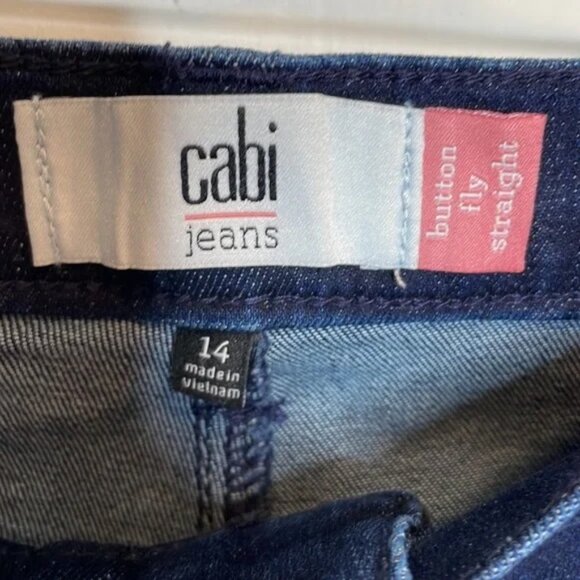 cabi
jeans
button
fly
straight
14
made in
vietnam